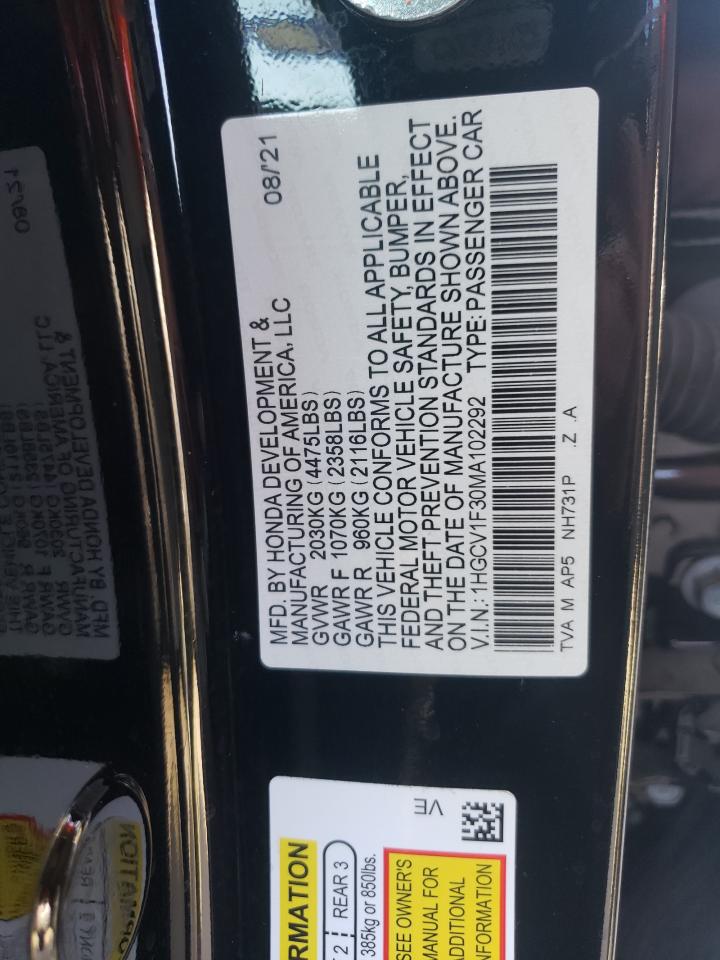 MFD. BY HONDA DEVELOPMENT & 08/'21
MANUFACTURING OF AMERICA, LLC
GVWR 2030KG (4475LBS)
GAWR F 1070KG (2358LBS)
GAWR R 960KG (2116LBS)
THIS VEHICLE CONFORMS TO ALL APPLICABLE
FEDERAL MOTOR VEHICLE SAFETY, BUMPER,
AND THEFT PREVENTION STANDARDS IN EFFECT
ON THE DATE OF MANUFACTURE SHOWN ABOVE.
V.I.N.: 1HGCV1F30MA102292 TYPE: PASSENGER CAR
TVA M AP5 NH731P .Z .A
VE
RMATION
2 REAR 3
385kg or 850lbs.
SEE OWNER'S
MANUAL FOR
ADDITIONAL
NFORMATION